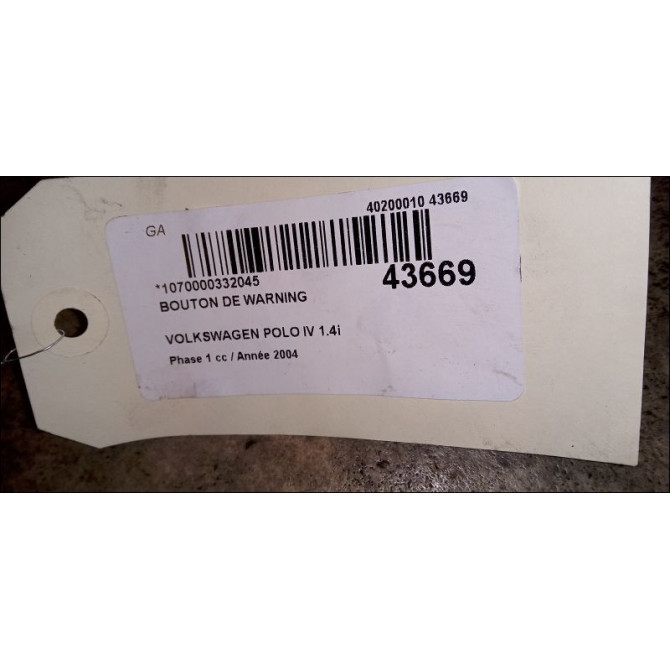 40200010 43669
GA
43669
*1070000332045
BOUTON DE WARNING
VOLKSWAGEN POLO IV 1.4i
Phase 1 cc / Année 2004